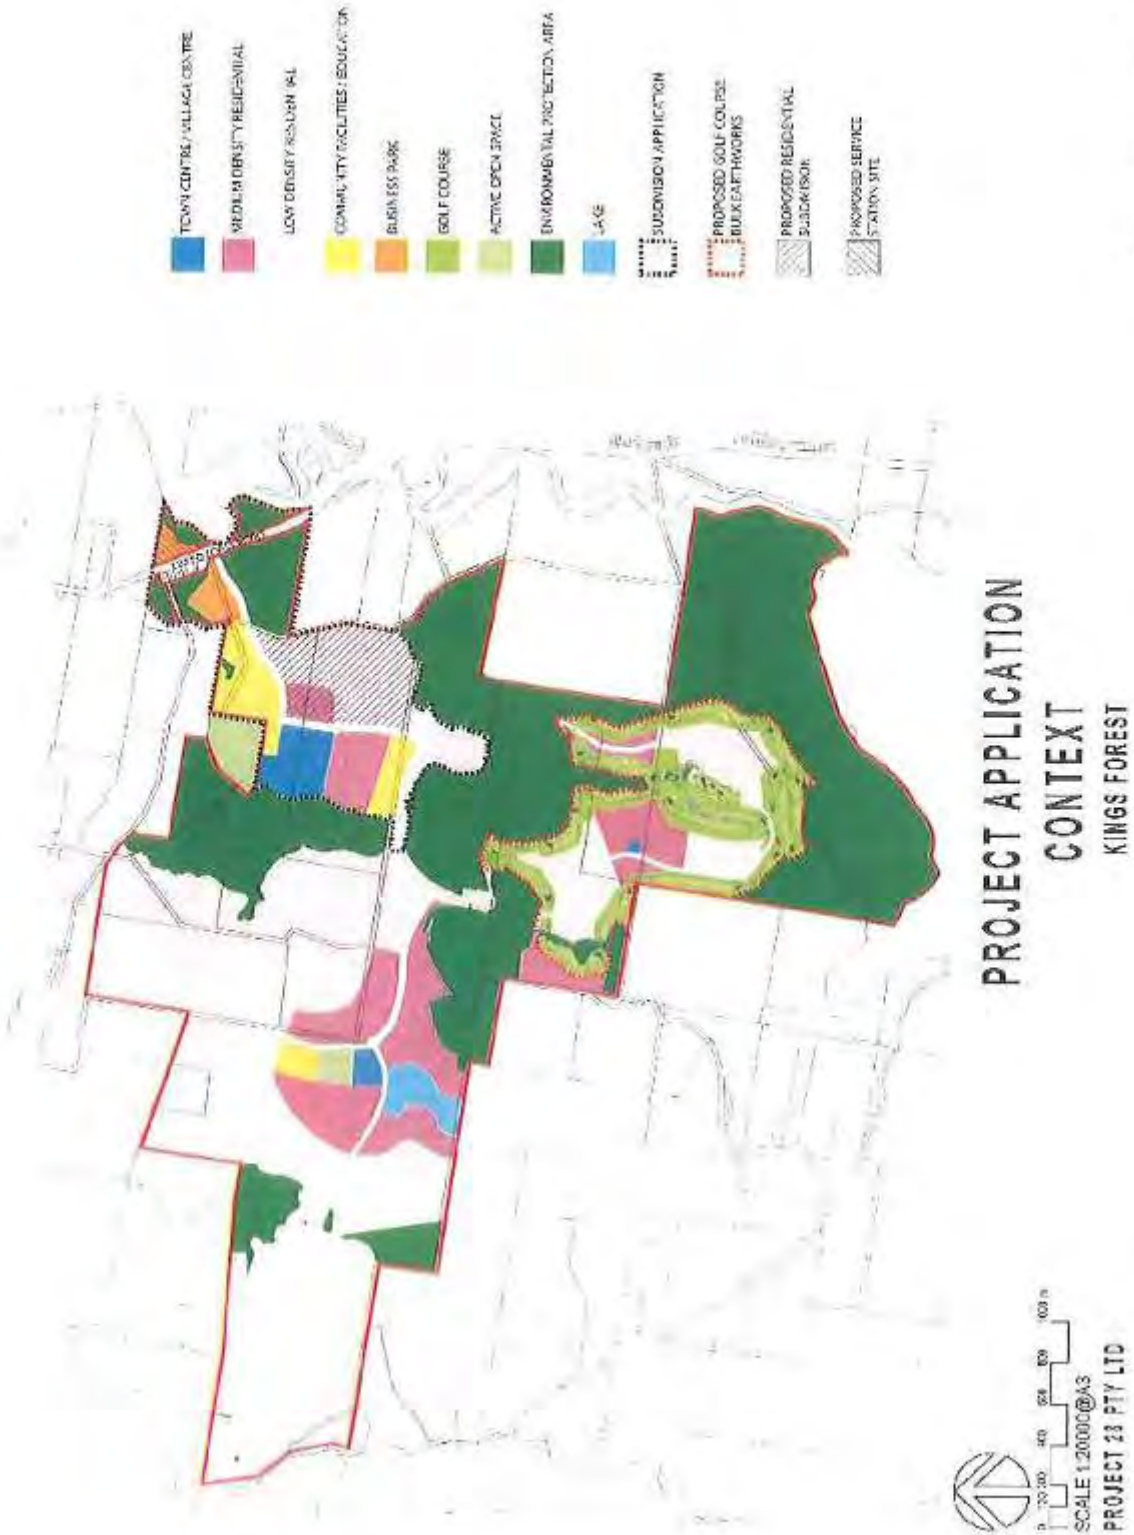 TOWN CENTRE / VILLAGE CENTRE
MEDIUM DENSITY RESIDENTIAL
LOW DENSITY RESIDENTIAL
COMMUNITY FACILITIES / EDUCATION
BUSINESS PARK
GOLF COURSE
ACTIVE OPEN SPACE
ENVIRONMENTAL PROTECTION AREA
LAKE
SUBDIVISION APPLICATION
PROPOSED GOLF COURSE
BULK EARTHWORKS
PROPOSED RESIDENTIAL
SUBDIVISION
PROPOSED SERVICE
STATION SITE
PROJECT APPLICATION
CONTEXT
KINGS FOREST
SCALE 1:20000@A3
PROJECT 28 PTY LTD